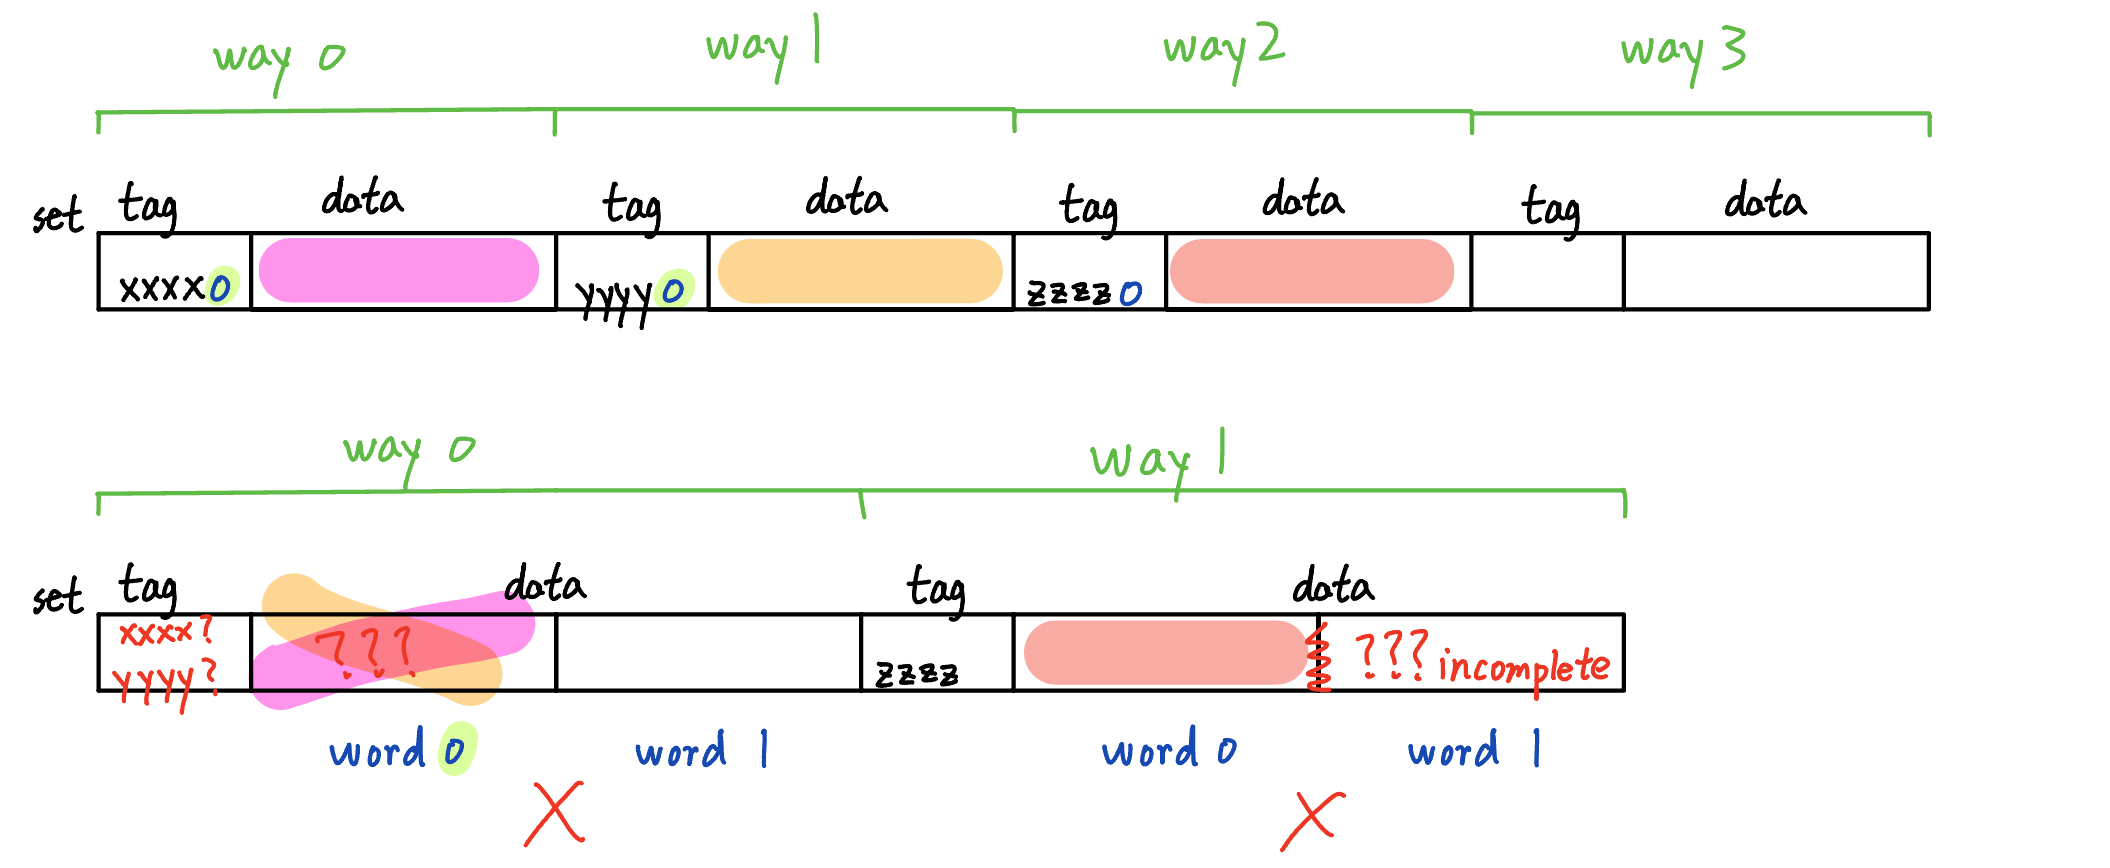 way 0 way 1 way 2 way 3
set tag data tag data tag data tag data
xxxx0 yyyy0 zzzz0
way 0 way 1
set tag data tag data
xxxx? ??? zzzz ??? incomplete
yyyy?
word 0 word 1 word 0 word 1
X X